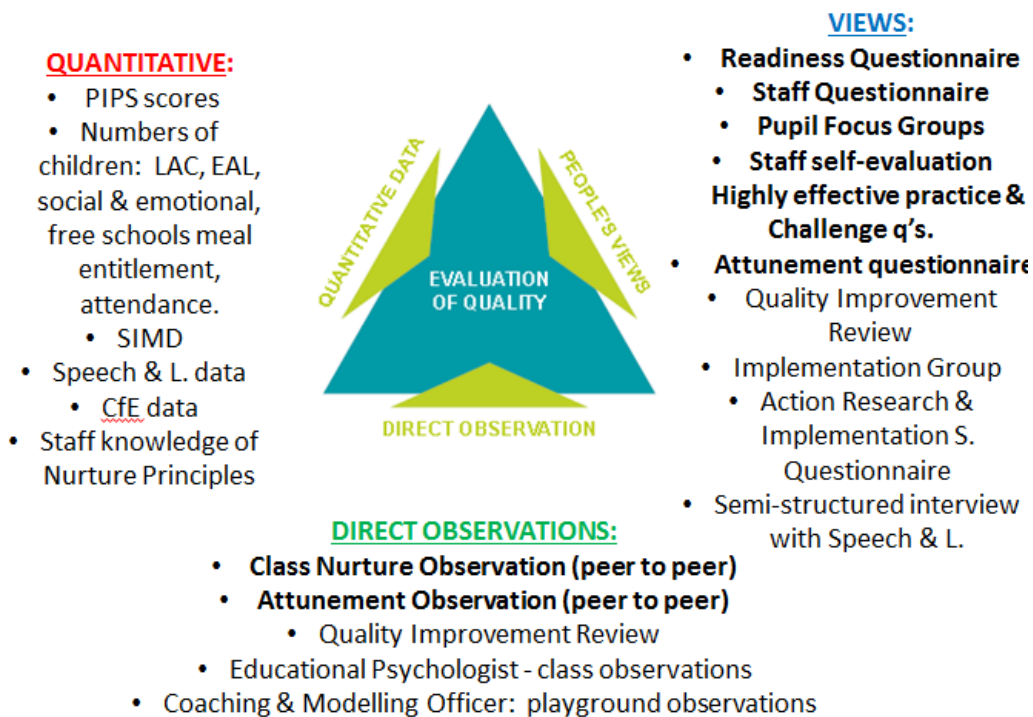 QUANTITATIVE:
• PIPS scores
• Numbers of
children: LAC, EAL,
social & emotional,
free schools meal
entitlement,
attendance.
• SIMD
• Speech & L. data
• CfE data
• Staff knowledge of
Nurture Principles
QUANTITATIVE DATA
PEOPLE'S VIEWS
EVALUATION
OF QUALITY
DIRECT OBSERVATION
VIEWS:
• Readiness Questionnaire
• Staff Questionnaire
• Pupil Focus Groups
• Staff self-evaluation
Highly effective practice &
Challenge q's.
• Attunement questionnaire
• Quality Improvement
Review
• Implementation Group
• Action Research &
Implementation S.
Questionnaire
• Semi-structured interview
with Speech & L.
DIRECT OBSERVATIONS:
• Class Nurture Observation (peer to peer)
• Attunement Observation (peer to peer)
• Quality Improvement Review
• Educational Psychologist - class observations
• Coaching & Modelling Officer: playground observations